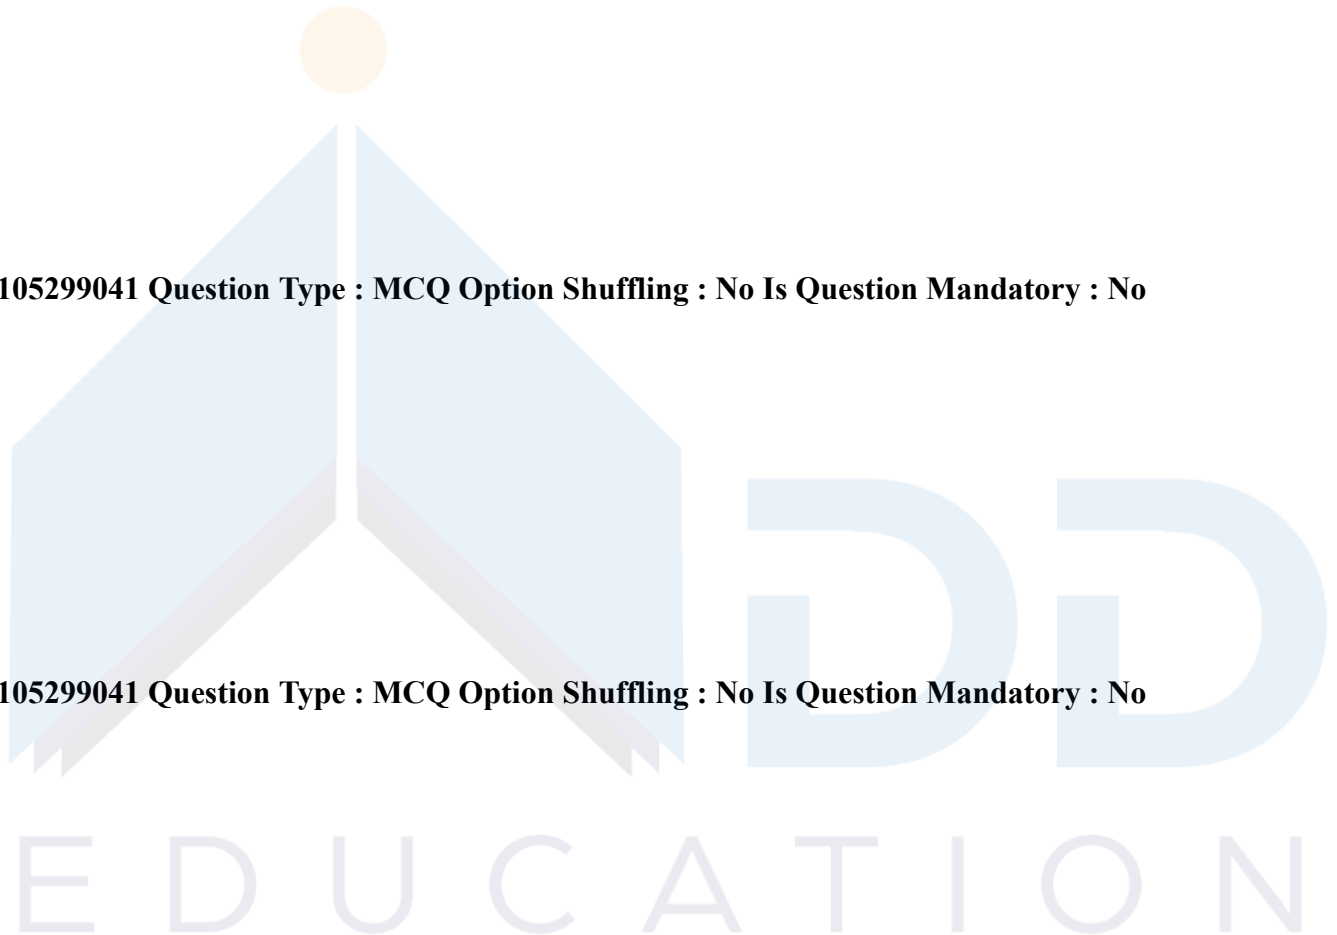 105299041 Question Type : MCQ Option Shuffling : No Is Question Mandatory : No
DD
105299041 Question Type : MCQ Option Shuffling : No Is Question Mandatory : No
EDUCATION